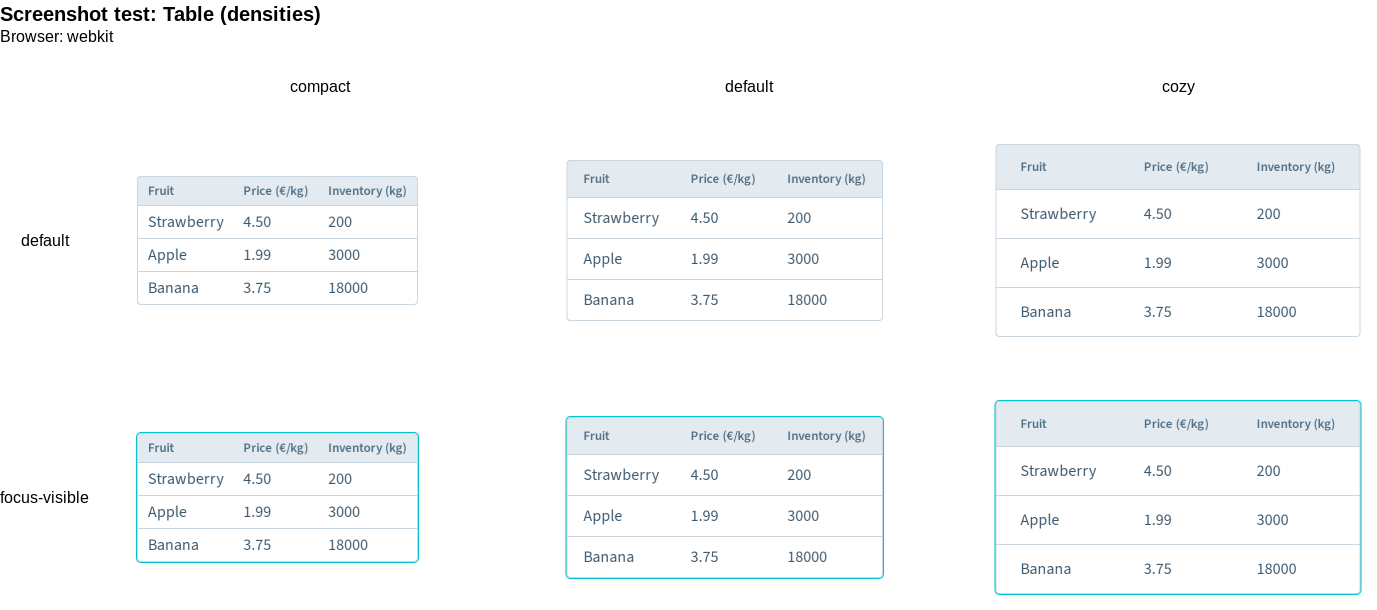 Screenshot test: Table (densities)
Browser: webkit
compact default cozy
default
Fruit Price (€/kg) Inventory (kg)
Strawberry 4.50 200
Apple 1.99 3000
Banana 3.75 18000
Fruit Price (€/kg) Inventory (kg)
Strawberry 4.50 200
Apple 1.99 3000
Banana 3.75 18000
Fruit Price (€/kg) Inventory (kg)
Strawberry 4.50 200
Apple 1.99 3000
Banana 3.75 18000
focus-visible
Fruit Price (€/kg) Inventory (kg)
Strawberry 4.50 200
Apple 1.99 3000
Banana 3.75 18000
Fruit Price (€/kg) Inventory (kg)
Strawberry 4.50 200
Apple 1.99 3000
Banana 3.75 18000
Fruit Price (€/kg) Inventory (kg)
Strawberry 4.50 200
Apple 1.99 3000
Banana 3.75 18000